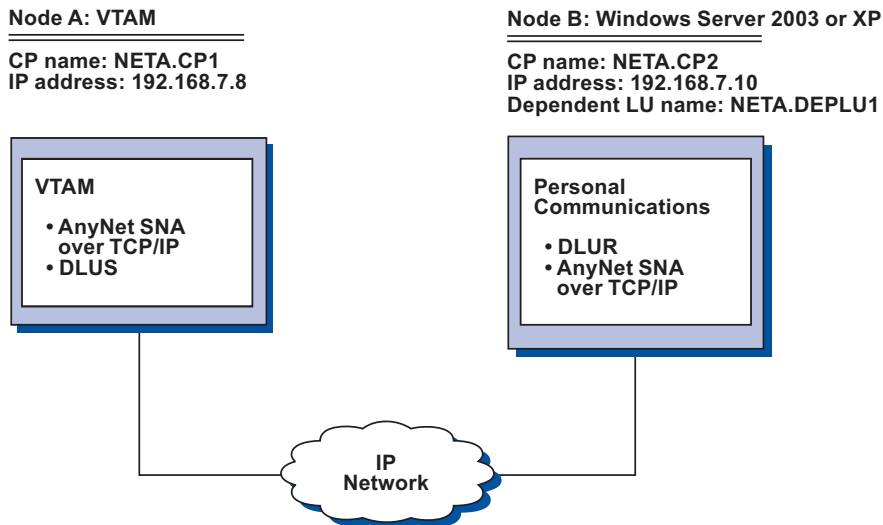 Node A: VTAM
CP name: NETA.CP1
IP address: 192.168.7.8
Node B: Windows Server 2003 or XP
CP name: NETA.CP2
IP address: 192.168.7.10
Dependent LU name: NETA.DEPLU1
VTAM
• AnyNet SNA
over TCP/IP
• DLUS
Personal
Communications
• DLUR
• AnyNet SNA
over TCP/IP
IP
Network